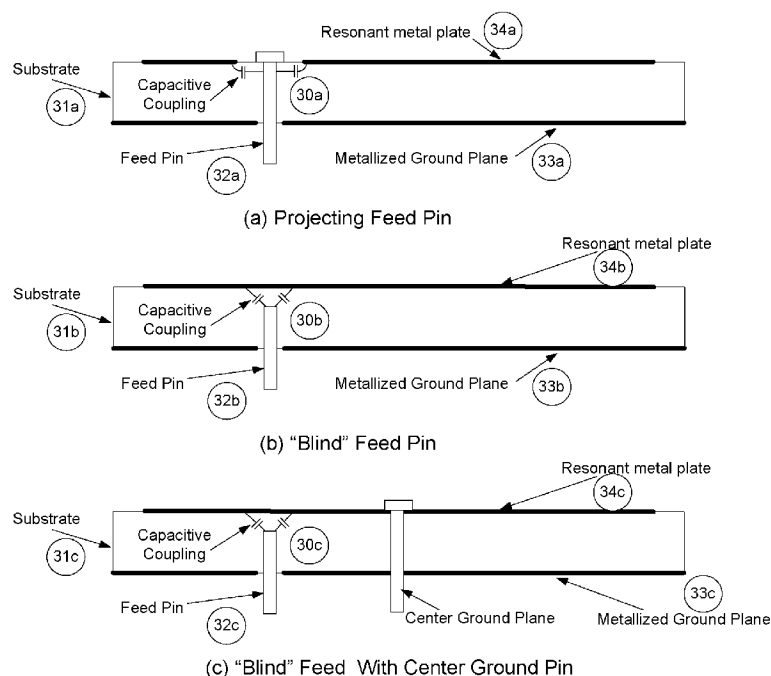 Resonant metal plate
34a
Substrate
31a
Capacitive
Coupling
30a
Feed Pin
32a
Metallized Ground Plane
33a
(a) Projecting Feed Pin
Resonant metal plate
34b
Substrate
31b
Capacitive
Coupling
30b
Feed Pin
32b
Metallized Ground Plane
33b
(b) “Blind” Feed Pin
Resonant metal plate
34c
Substrate
31c
Capacitive
Coupling
30c
Feed Pin
32c
Center Ground Plane
33c
Metallized Ground Plane
(c) “Blind” Feed With Center Ground Pin